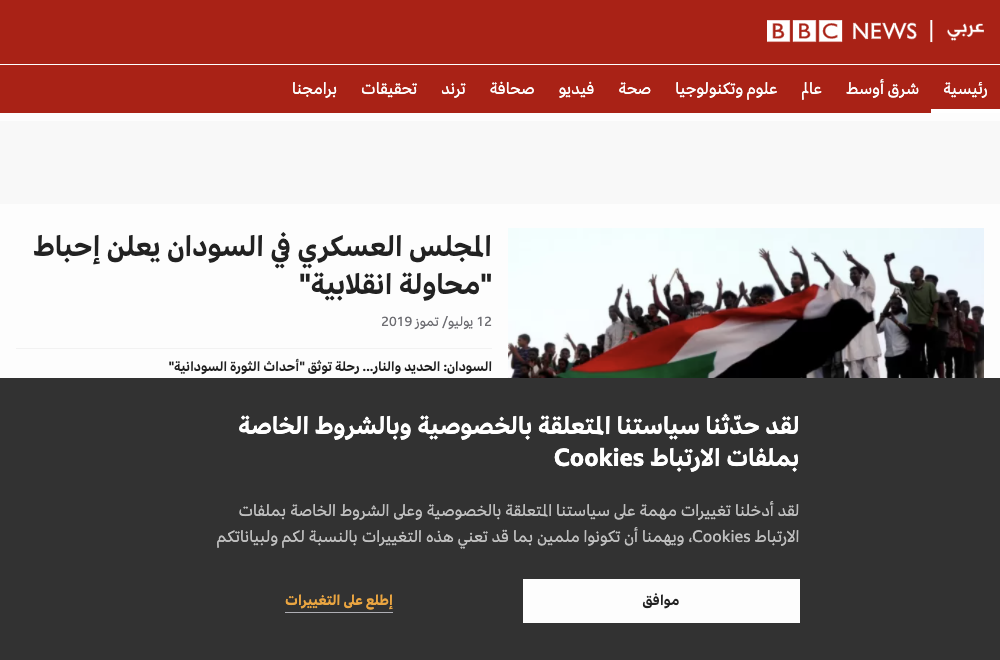 BBC NEWS | عربي
رئيسية شرق أوسط عالم علوم وتكنولوجيا صحة فيديو صحافة ترند تحقيقات برامجنا
المجلس العسكري في السودان يعلن إحباط
"محاولة انقلابية"
12 يوليو/ تموز 2019
السودان: الحديد والنار... رحلة توثق "أحداث الثورة السودانية"
لقد حدّثنا سياستنا المتعلقة بالخصوصية وبالشروط الخاصة
بملفات الارتباط Cookies
لقد أدخلنا تغييرات مهمة على سياستنا المتعلقة بالخصوصية وعلى الشروط الخاصة بملفات
الارتباط Cookies، ويهمنا أن تكونوا ملمين بما قد تعني هذه التغييرات بالنسبة لكم ولبياناتكم
موافق
إطلع على التغييرات